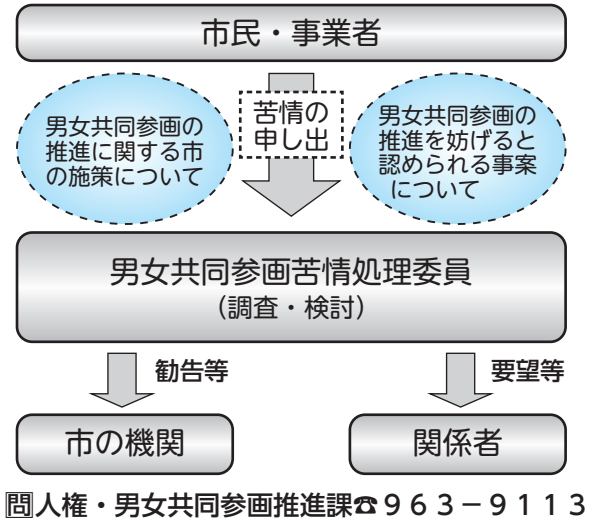 市民・事業者
男女共同参画の
推進に関する市
の施策について
苦情の
申し出
男女共同参画の
推進を妨げると
認められる事案
について
男女共同参画苦情処理委員
（調査・検討）
勧告等
要望等
市の機関
関係者
問人権・男女共同参画推進課☎９６３－９１１３